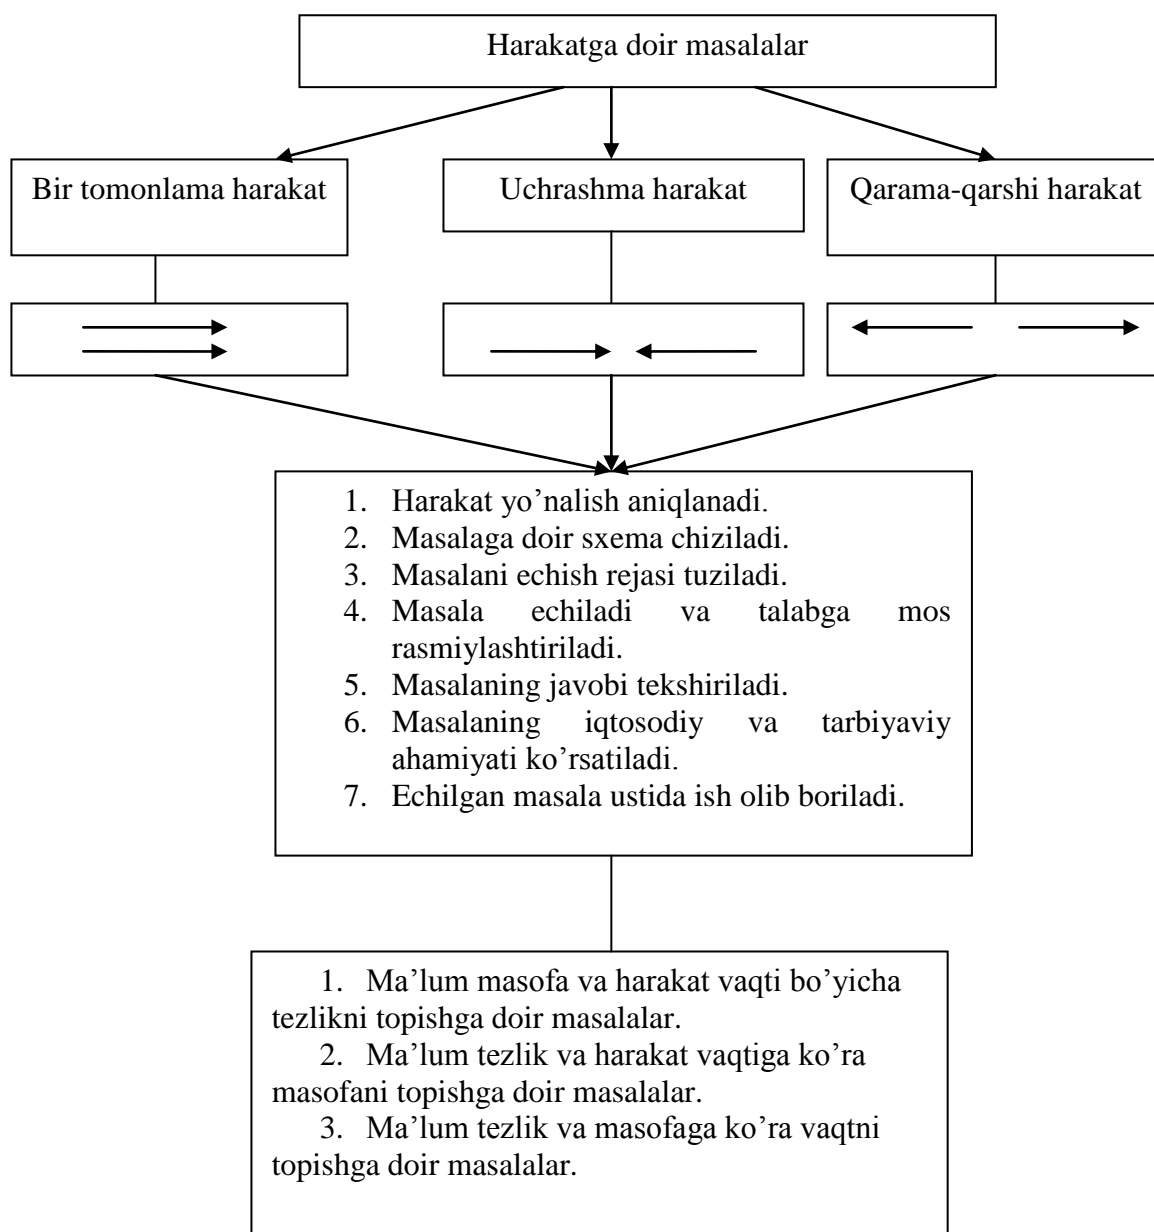 Harakatga doir masalalar
Bir tomonlama harakat
Uchrashma harakat
Qarama-qarshi harakat
1. Harakat yo’nalish aniqlanadi.
2. Masalaga doir sxema chiziladi.
3. Masalani echish rejasi tuziladi.
4. Masala echiladi va talabga mos
rasmiylashtiriladi.
5. Masalaning javobi tekshiriladi.
6. Masalaning iqtosodiy va tarbiyaviy
ahamiyati ko’rsatiladi.
7. Echilgan masala ustida ish olib boriladi.
1. Ma’lum masofa va harakat vaqti bo’yicha
tezlikni topishga doir masalalar.
2. Ma’lum tezlik va harakat vaqtiga ko’ra
masofani topishga doir masalalar.
3. Ma’lum tezlik va masofaga ko’ra vaqtni
topishga doir masalalar.